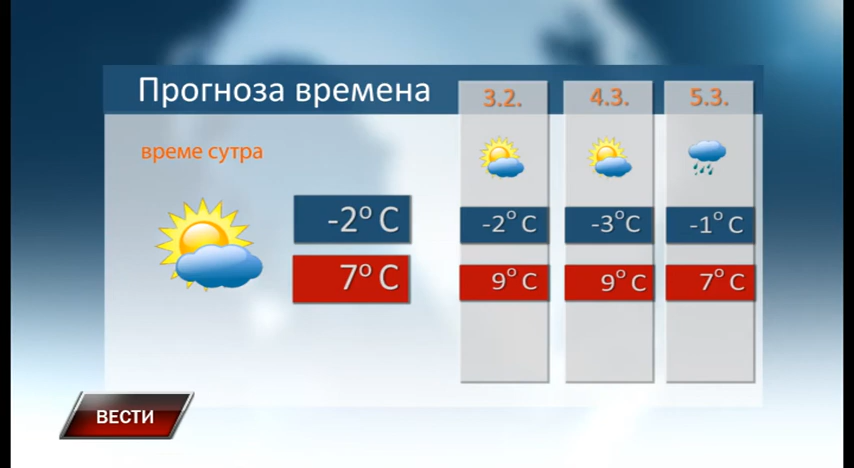 Прогноза времена
3.2. 4.3. 5.3.
време сутра
-2° C
7° C
-2° C -3°C -1° C
9° C 9° C 7° C
ВЕСТИ